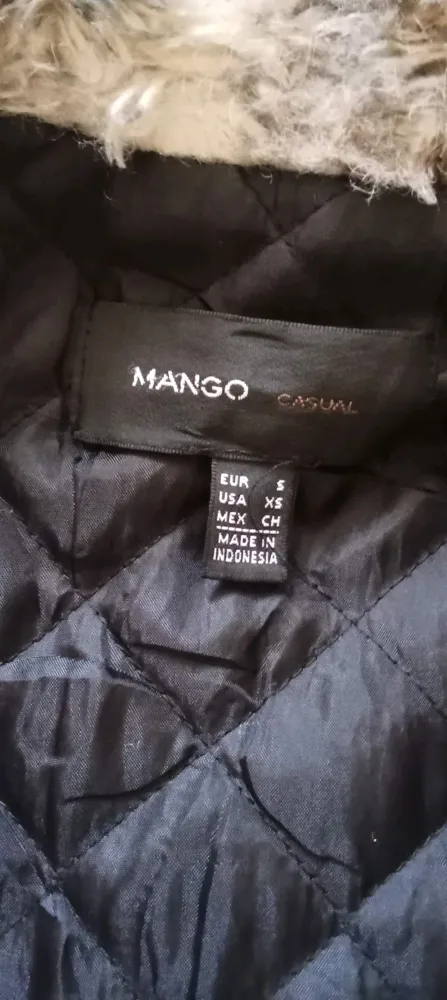 MANGO CASUAL
EUR S
USA XS
MEX CH
MADE IN
INDONESIA